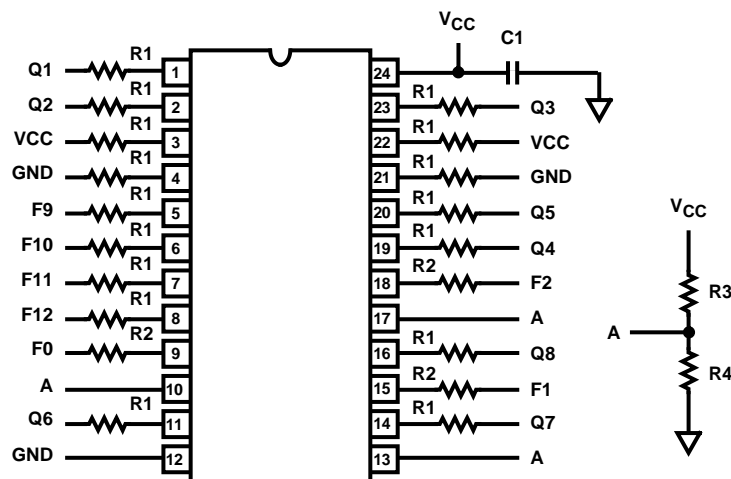 VCC
C1
Q1 R1 1 24
Q2 R1 2 23 R1 Q3
VCC R1 3 22 R1 VCC
GND R1 4 21 R1 GND
F9 R1 5 20 R1 Q5
F10 R1 6 19 R1 Q4
F11 R1 7 18 R2 F2
F12 R1 8 17 A
F0 R2 9 16 R1 Q8
A 10 15 R2 F1
Q6 R1 11 14 R1 Q7
GND 12 13 A
VCC
R3
A
R4